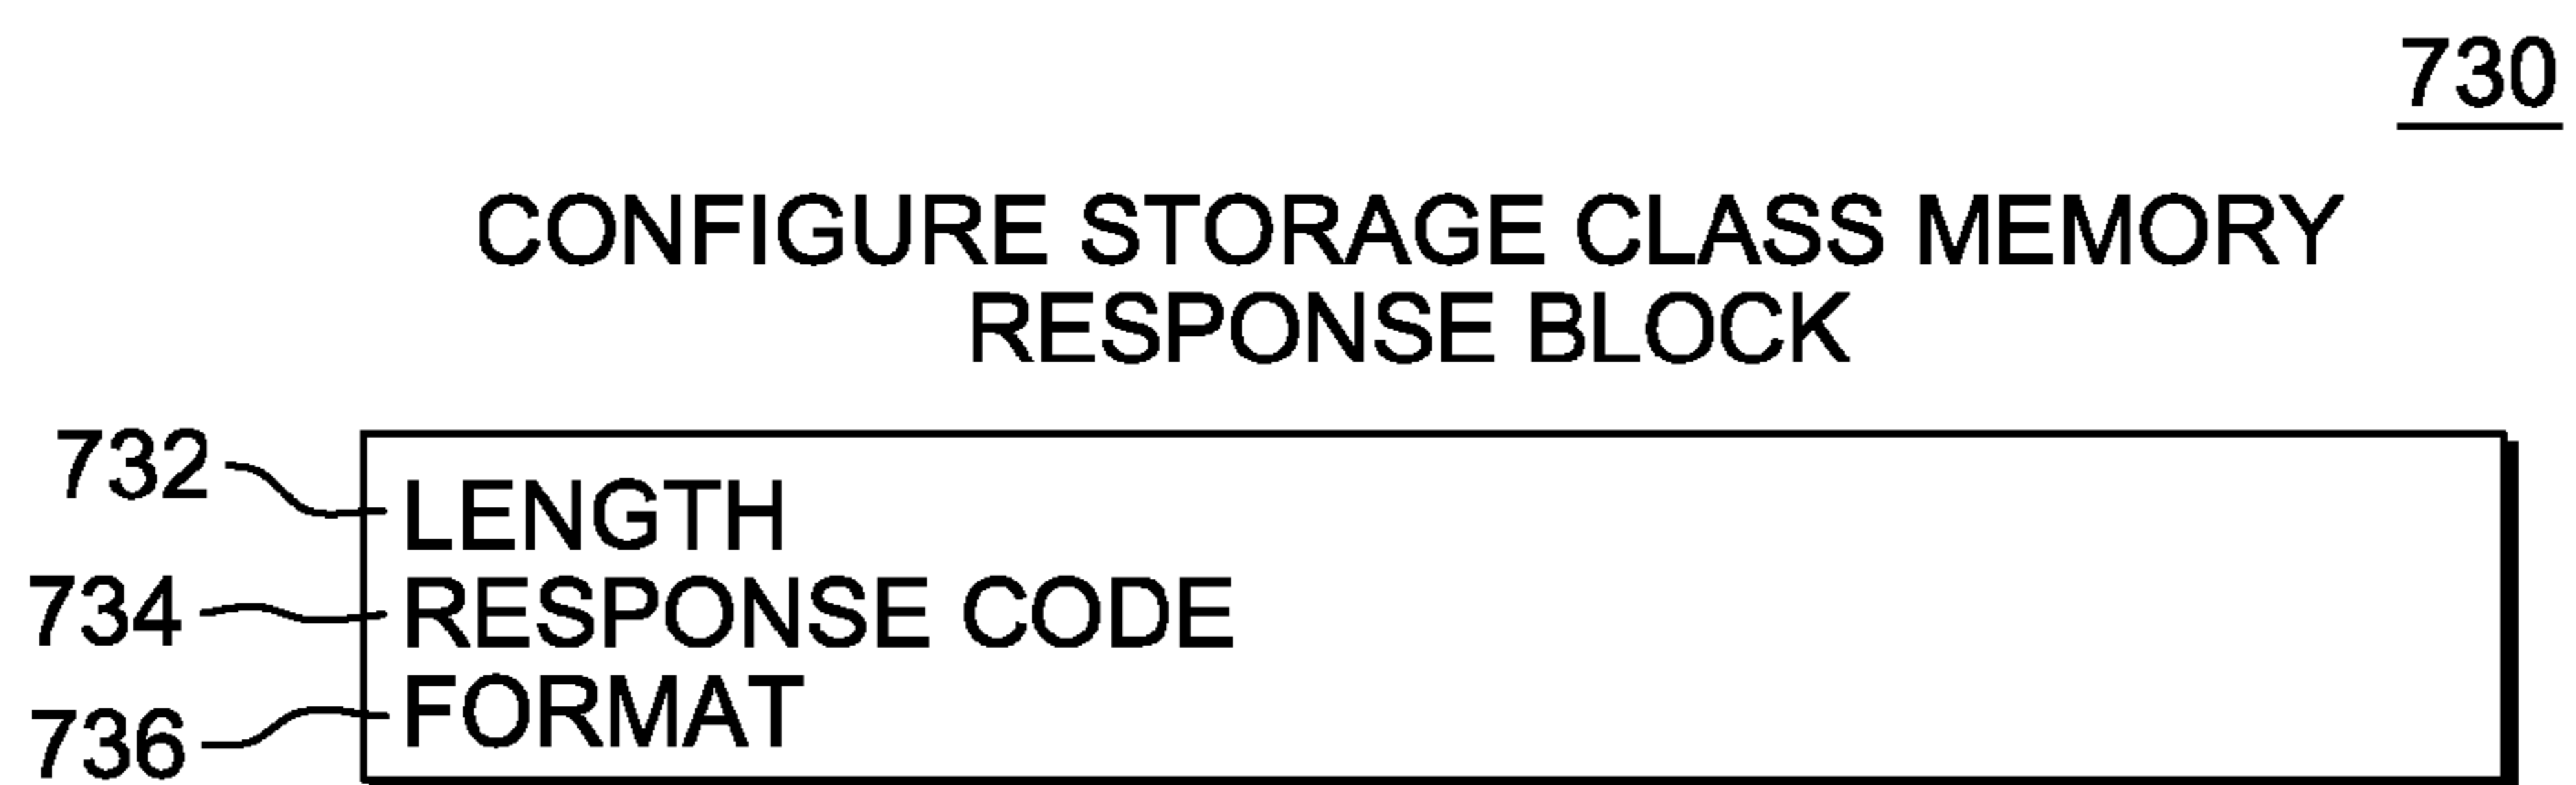 730
CONFIGURE STORAGE CLASS MEMORY
RESPONSE BLOCK
732 LENGTH
734 RESPONSE CODE
736 FORMAT